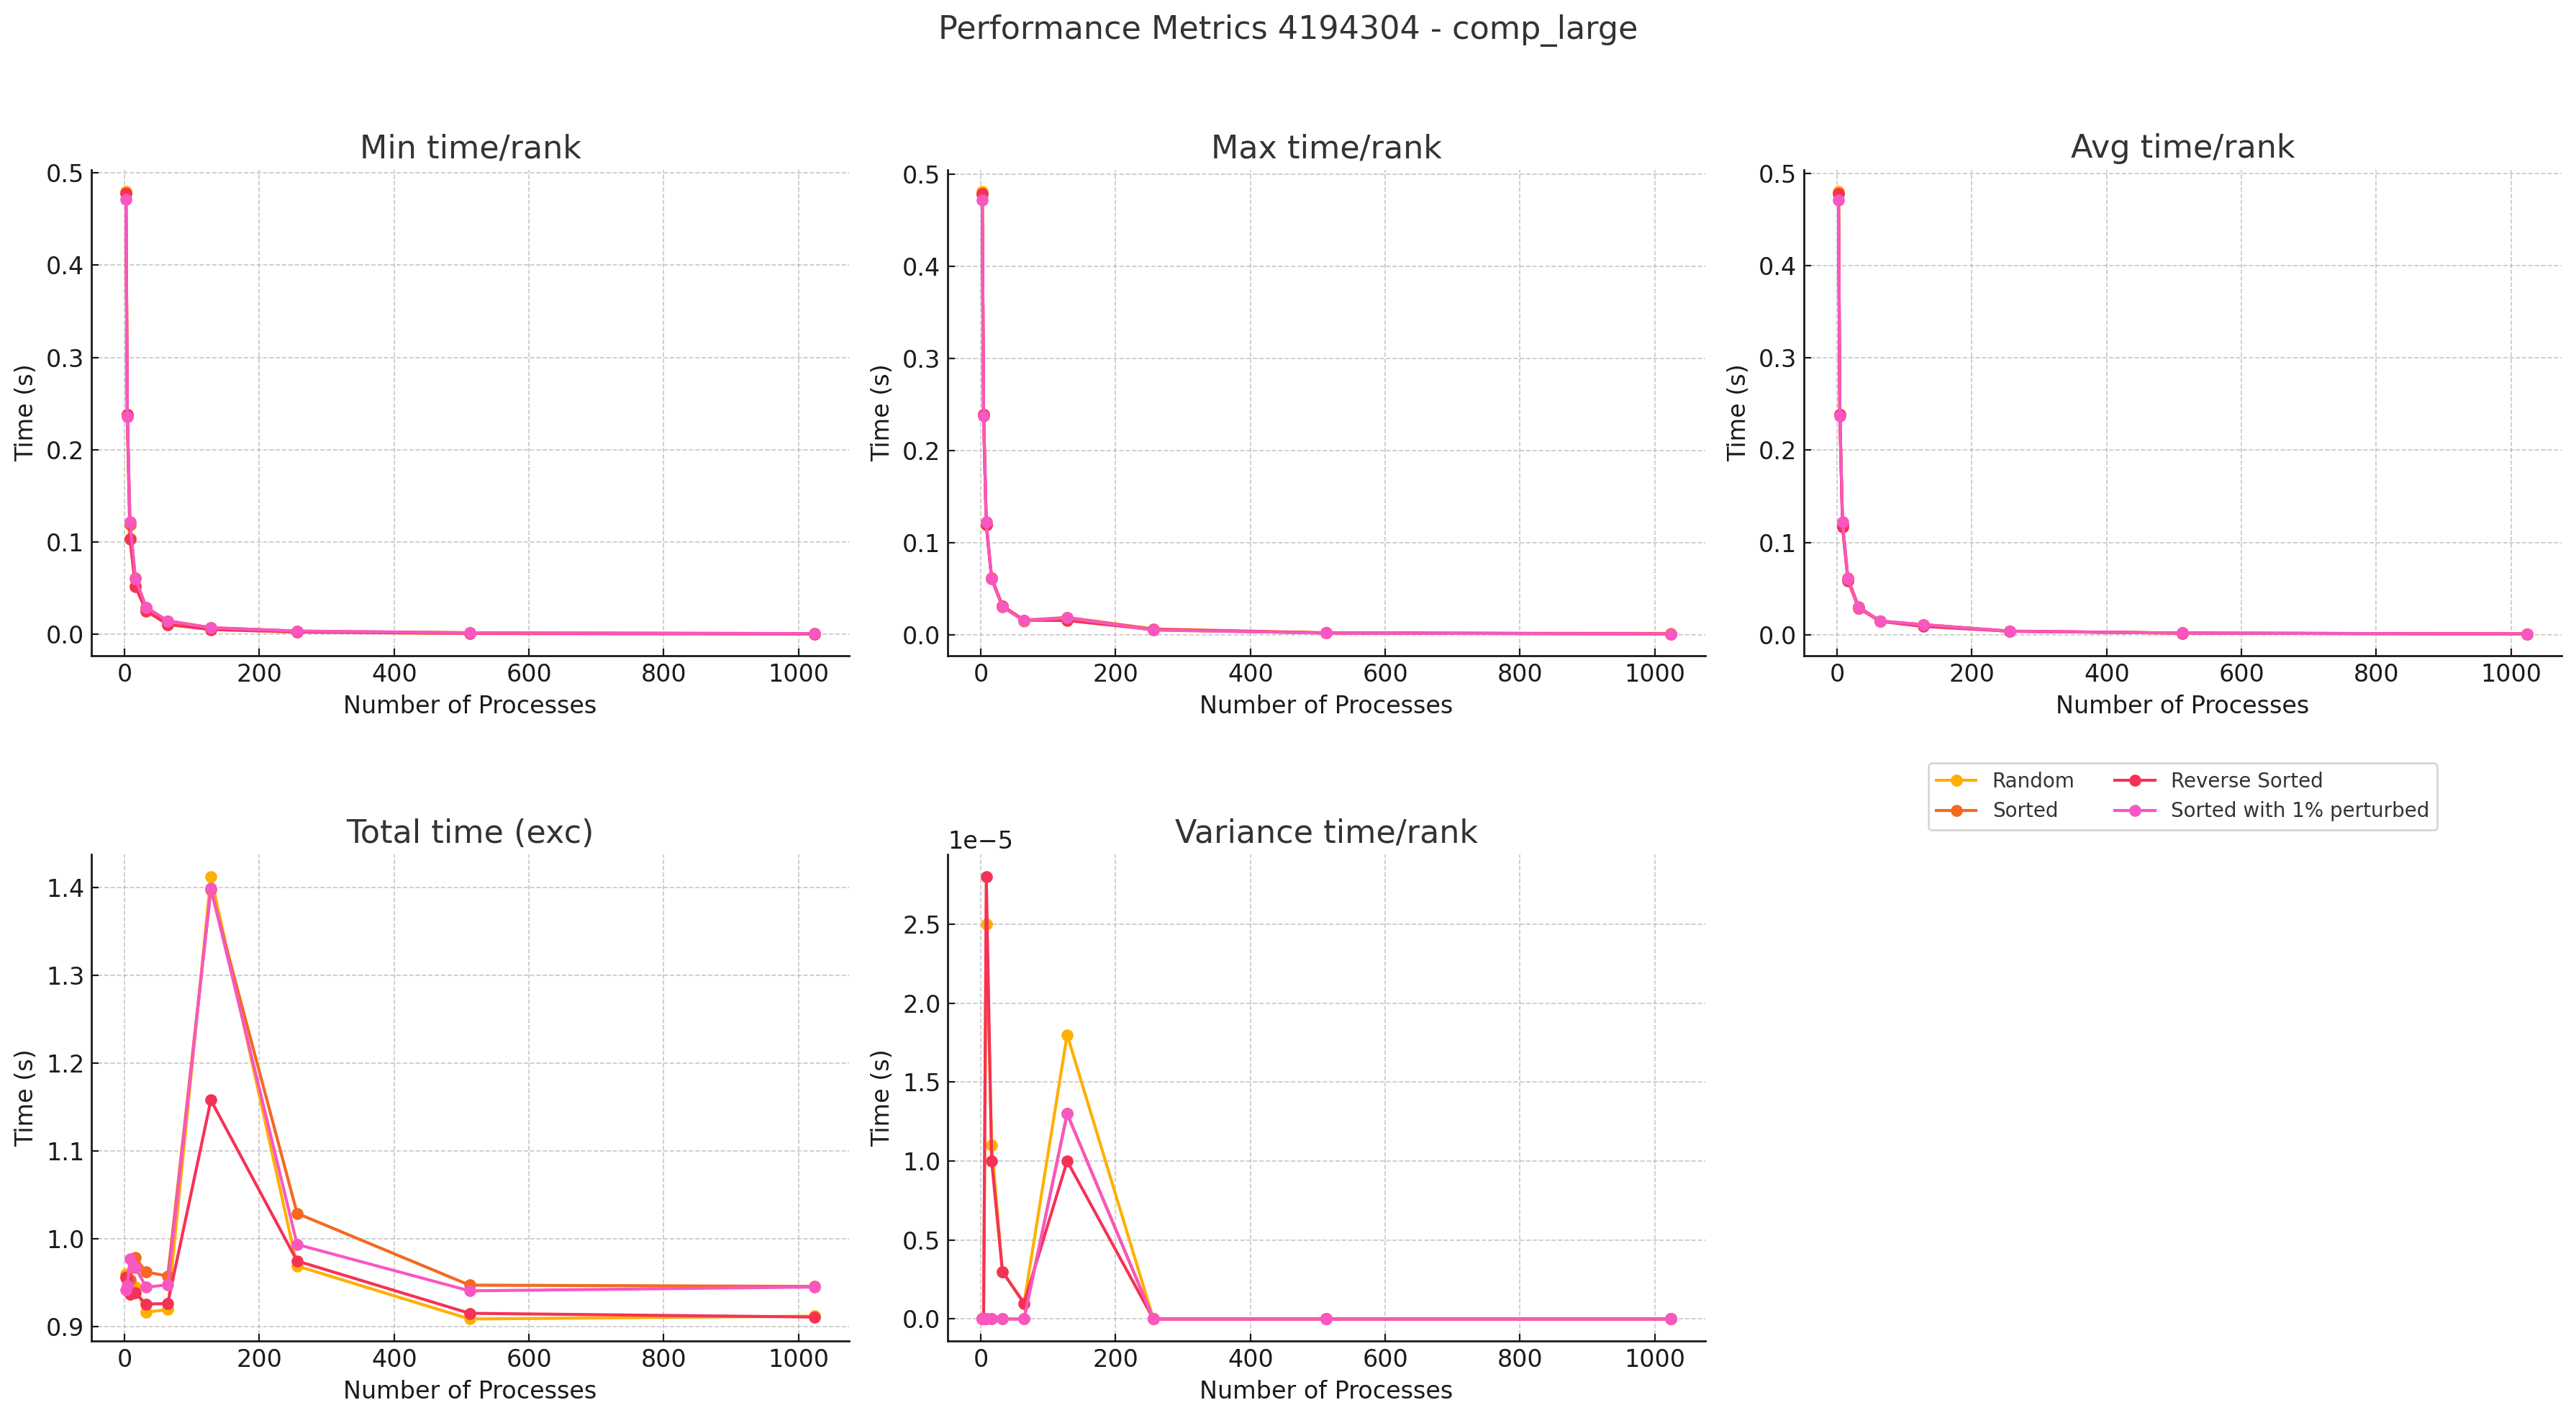 Performance Metrics 4194304 - comp_large
Min time/rank
Max time/rank
Avg time/rank
0.5
0.4
0.3
0.2
0.1
0.0
Time (s)
0 200 400 600 800 1000
Number of Processes
0.5
0.4
0.3
0.2
0.1
0.0
Time (s)
0 200 400 600 800 1000
Number of Processes
0.5
0.4
0.3
0.2
0.1
0.0
Time (s)
0 200 400 600 800 1000
Number of Processes
Random
Sorted
Reverse Sorted
Sorted with 1% perturbed
Total time (exc)
1.4
1.3
1.2
1.1
1.0
0.9
Time (s)
0 200 400 600 800 1000
Number of Processes
Variance time/rank
1e−5
2.5
2.0
1.5
1.0
0.5
0.0
Time (s)
0 200 400 600 800 1000
Number of Processes